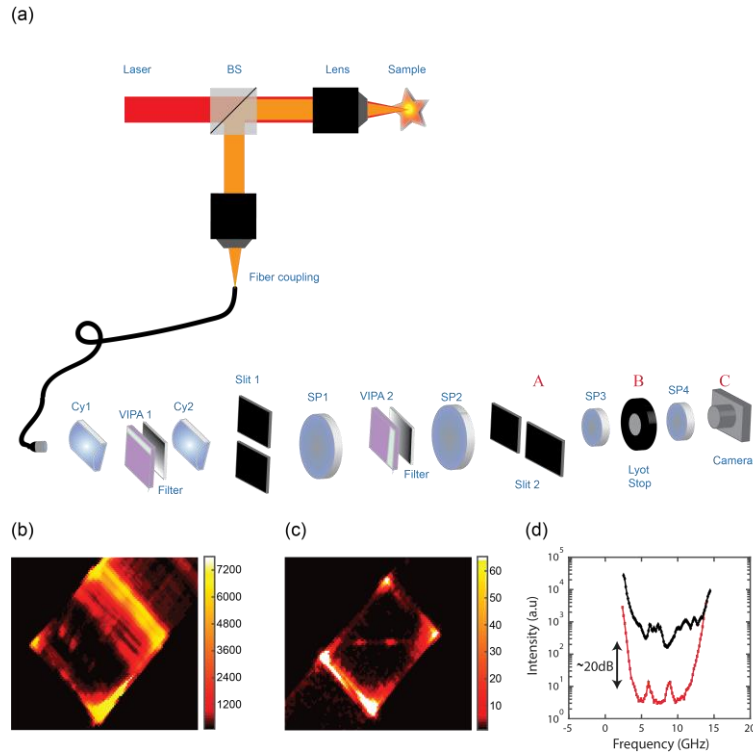 (a)
Laser
BS
Lens
Sample
Fiber coupling
Cy1
VIPA 1
Filter
Cy2
Slit 1
SP1
VIPA 2
Filter
SP2
A
Slit 2
SP3
B
Lyot
Stop
SP4
C
Camera
(b)
7200
6000
4800
3600
2400
1200
(c)
60
50
40
30
20
10
(d)
Intensity (a.u)
10^5
10^4
10^3
10^2
10^1
10^0
~20dB
-5
0
5
10
15
20
Frequency (GHz)